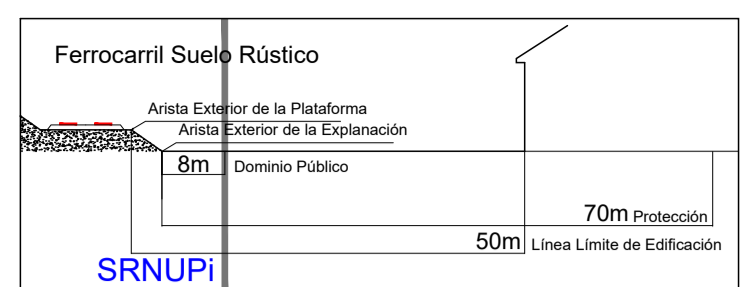 Ferrocarril Suelo Rústico
Arista Exterior de la Plataforma
Arista Exterior de la Explanación
8m Dominio Público
70m Protección
50m Línea Límite de Edificación
SRNUPi